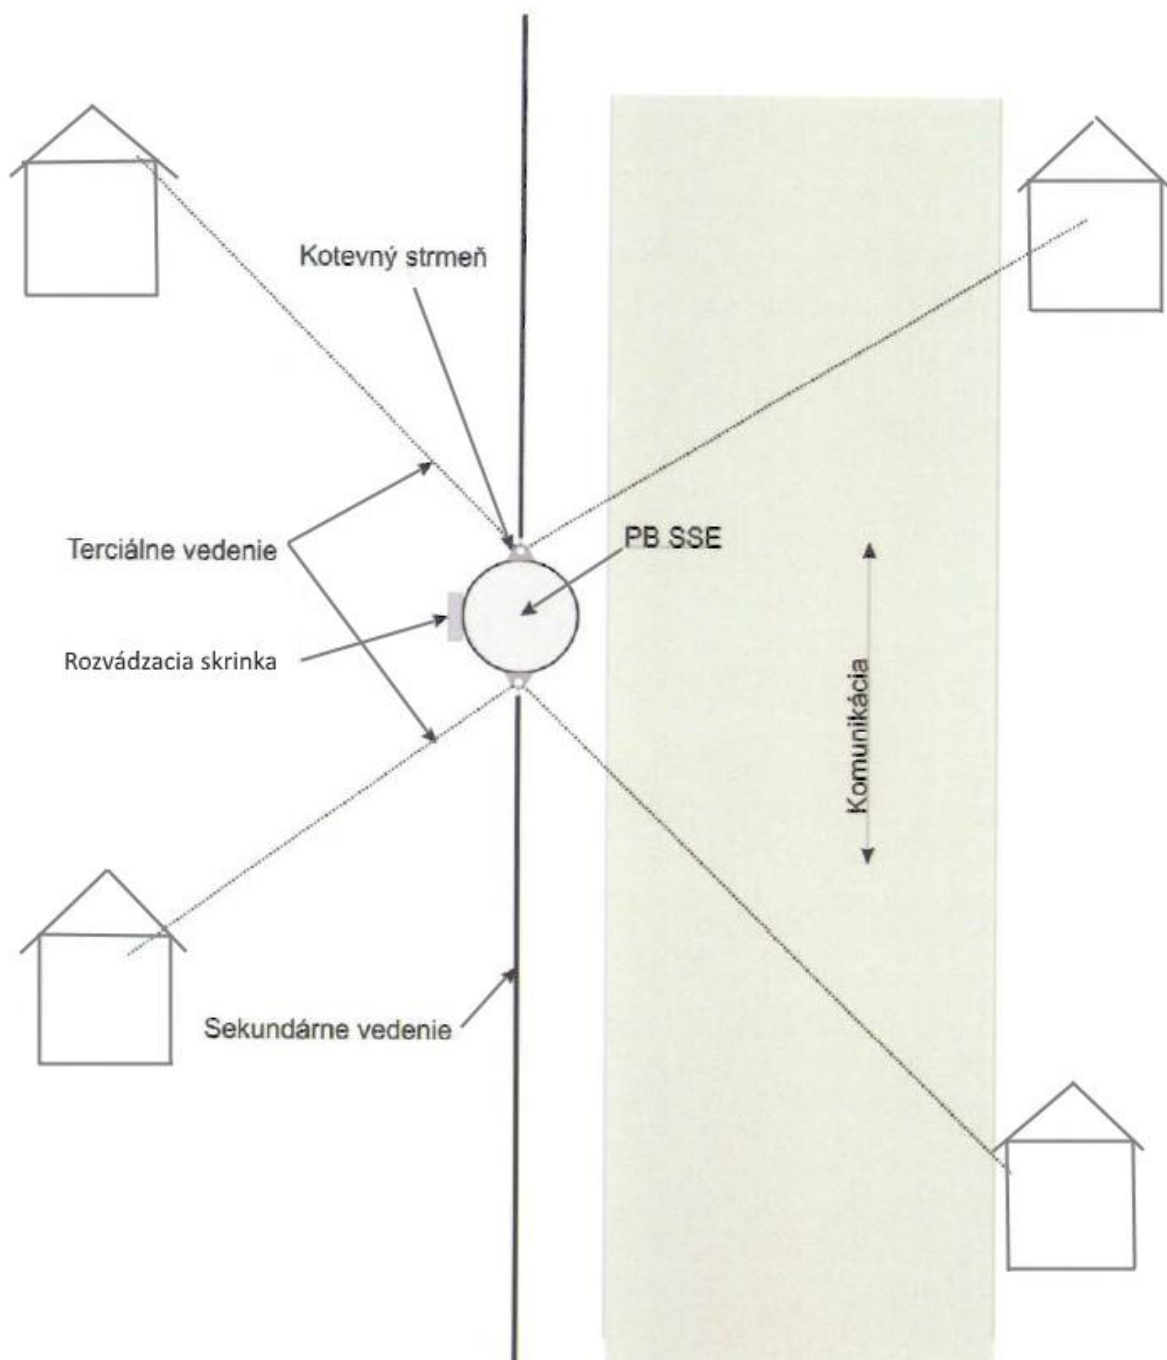 Kotevný strmeň
PB SSE
Terciálne vedenie
Rozvádzacia skrinka
Komunikácia
Sekundárne vedenie